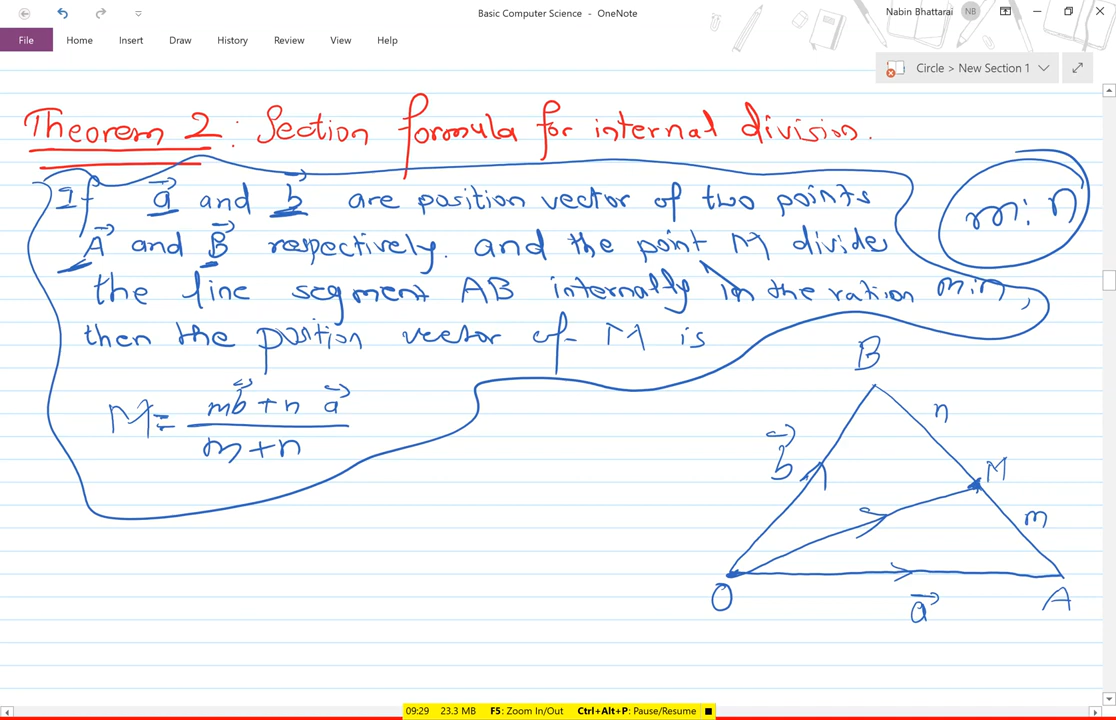 Basic Computer Science - OneNote
Nabin Bhattarai
NB
File Home Insert Draw History Review View Help
Circle > New Section 1
Theorem 2: Section formula for internal division.
If a⃗ and b⃗ are position vector of two points
A⃗ and B⃗ respectively. and the point M divides
the line segment AB internally in the ration m:n,
then the position vector of M is
M = (m b⃗ + n a⃗) / (m + n)
m:n
B
n
b⃗
M
m
O
a⃗
A
09:29 23.3 MB F5: Zoom In/Out Ctrl+Alt+P: Pause/Resume